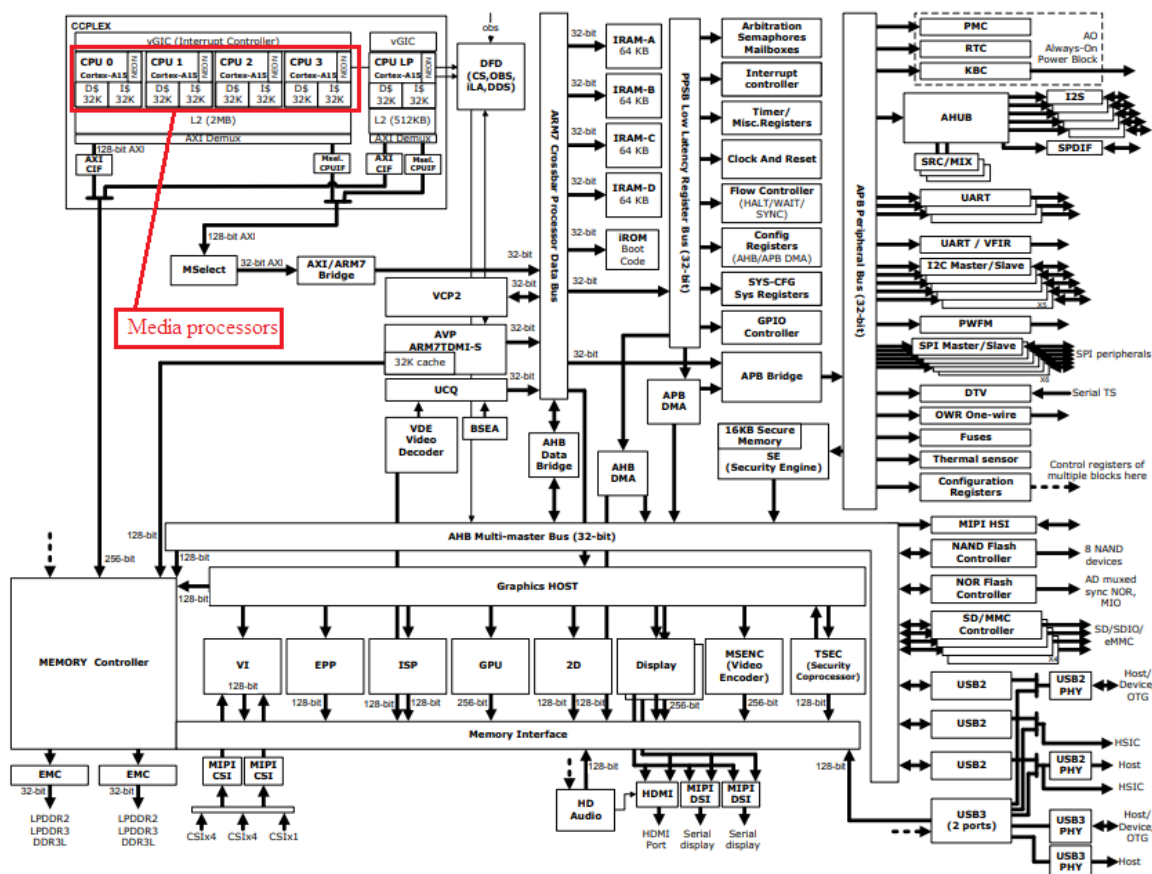 CCPLEX
vGIC (Interrupt Controller)
CPU 0
Cortex-A15
NEON
D$
32K
I$
32K
CPU 1
Cortex-A15
NEON
D$
32K
I$
32K
CPU 2
Cortex-A15
NEON
D$
32K
I$
32K
CPU 3
Cortex-A15
NEON
D$
32K
I$
32K
L2 (2MB)
AXI Demux
vGIC
CPU LP
Cortex-A15
NEON
D$
32K
I$
32K
L2 (512KB)
AXI Demux
128-bit AXI
AXI
CIF
Msel.
CPUIF
AXI
CIF
Msel.
CPUIF
128-bit AXI
MSelect
32-bit AXI
AXI/ARM7
Bridge
32-bit
Media processors
obs
DFD
(CS,OBS,
iLA,DDS)
VCP2
32-bit
AVP
ARM7TDMI-S
32K cache
32-bit
UCQ
32-bit
VDE
Video
Decoder
BSEA
ARM7 Crossbar Processor Data Bus
32-bit
IRAM-A
64 KB
32-bit
IRAM-B
64 KB
32-bit
IRAM-C
64 KB
32-bit
IRAM-D
64 KB
32-bit
iROM
Boot
Code
32-bit
32-bit
AHB
Data
Bridge
AHB
DMA
APB
DMA
PPSB Low Latency Register Bus (32-bit)
Arbitration
Semaphores
Mailboxes
Interrupt
controller
Timer/
Misc.Registers
Clock And Reset
Flow Controller
(HALT/WAIT/
SYNC)
Config
Registers
(AHB/APB DMA)
SYS-CFG
Sys Registers
GPIO
Controller
APB Bridge
16KB Secure
Memory
SE
(Security Engine)
APB Peripheral Bus (32-bit)
PMC
RTC
KBC
AO
Always-On
Power Block
AHUB
I2S
SPDIF
SRC/MIX
UART
UART / VFIR
I2C Master/Slave
X5
PWFM
SPI Master/Slave
X6
SPI peripherals
DTV
Serial TS
OWR One-wire
Fuses
Thermal sensor
Configuration
Registers
Control registers of
multiple blocks here
AHB Multi-master Bus (32-bit)
256-bit
128-bit
128-bit
128-bit
Graphics HOST
MEMORY Controller
VI
128-bit
EPP
128-bit
ISP
128-bit
128-bit
GPU
256-bit
2D
128-bit
128-bit
Display
256-bit
MSENC
(Video
Encoder)
256-bit
TSEC
(Security
Coprocessor)
128-bit
Memory Interface
EMC
32-bit
LPDDR2
LPDDR3
DDR3L
EMC
32-bit
LPDDR2
LPDDR3
DDR3L
MIPI
CSI
MIPI
CSI
CSIx4
CSIx4
CSIx1
128-bit
HD
Audio
HDMI
MIPI
DSI
MIPI
DSI
HDMI
Port
Serial
display
Serial
display
128-bit
MIPI HSI
NAND Flash
Controller
8 NAND
devices
NOR Flash
Controller
AD muxed
sync NOR,
MIO
SD/MMC
Controller
X4
SD/SDIO/
eMMC
USB2
USB2
PHY
Host/
Device/
OTG
USB2
HSIC
USB2
USB2
PHY
Host
HSIC
USB3
(2 ports)
USB3
PHY
Host/
Device/
OTG
USB3
PHY
Host